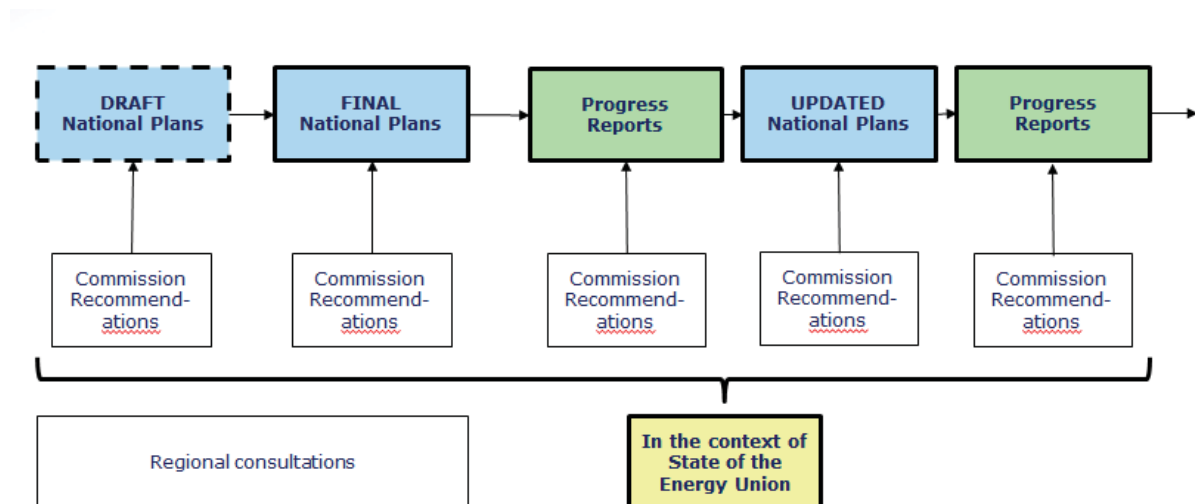 DRAFT
National Plans
FINAL
National Plans
Progress
Reports
UPDATED
National Plans
Progress
Reports
Commission
Recommend-
ations
Commission
Recommend-
ations
Commission
Recommend-
ations
Commission
Recommend-
ations
Commission
Recommend-
ations
Regional consultations
In the context of
State of the
Energy Union